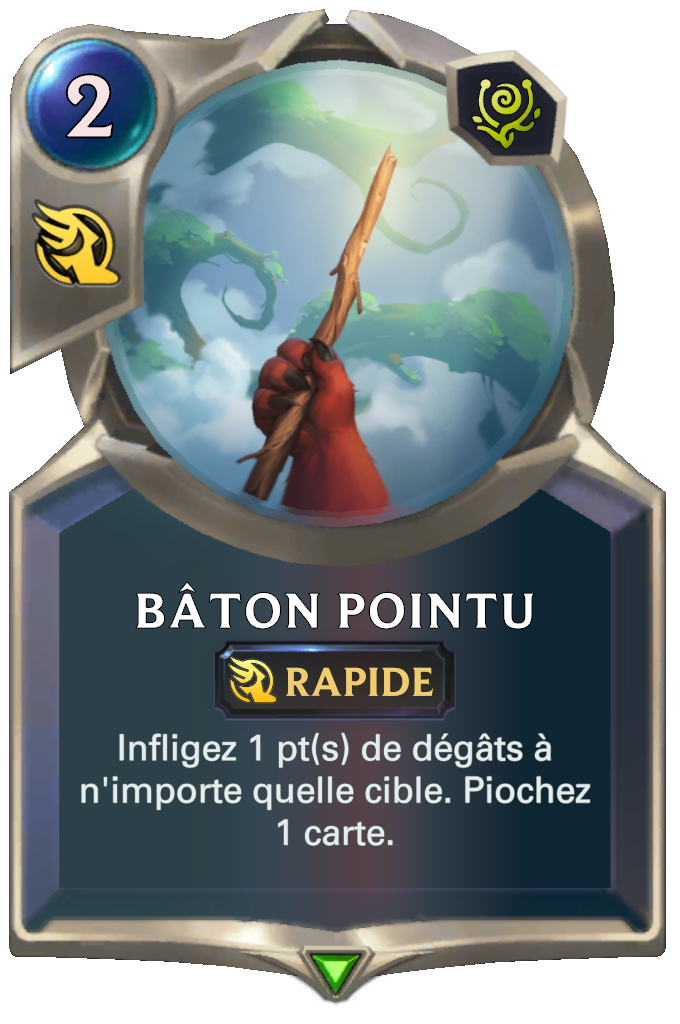 2
BÂTON POINTU
RAPIDE
Infligez 1 pt(s) de dégâts à
n'importe quelle cible. Piochez
1 carte.